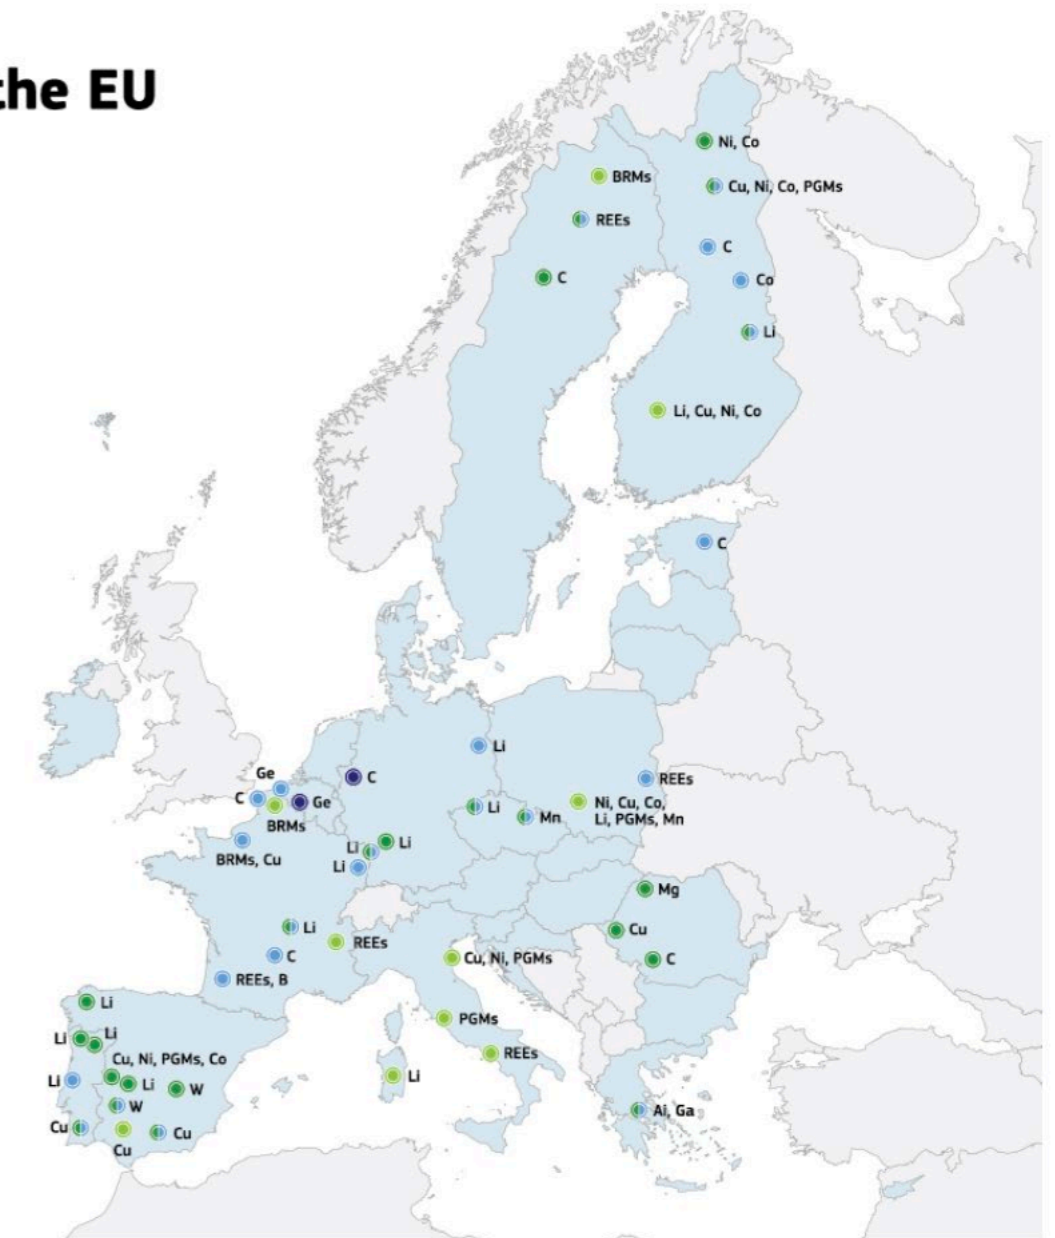 the EU
Ni, Co
BRMs
Cu, Ni, Co, PGMs
REEs
C
C
Co
Li
Li, Cu, Ni, Co
C
Li
Ge
C
REEs
C
Ge
Li
Ni, Cu, Co,
Li, PGMs, Mn
Mn
BRMs
Li
Li
BRMs, Cu
Li
Mg
Li
Cu
REEs
C
Cu, Ni, PGMs
C
REEs, B
Li
PGMs
Li
Li
REEs
Cu, Ni, PGMs, Co
Li
Li
Li
W
W
Ai, Ga
Cu
Cu
Cu